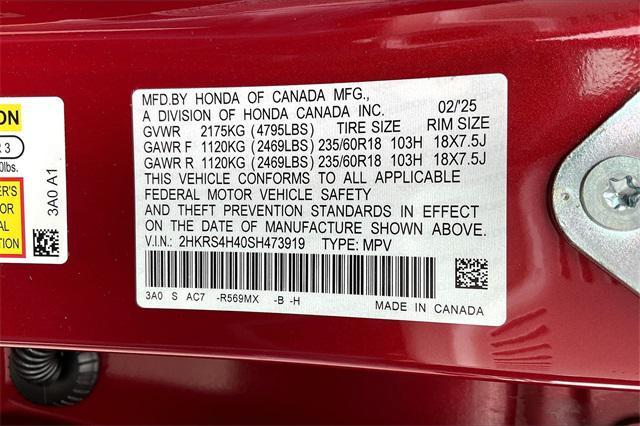 MFD.BY HONDA OF CANADA MFG.,
A DIVISION OF HONDA CANADA INC. 02/'25
GVWR 2175KG (4795LBS) TIRE SIZE RIM SIZE
GAWR F 1120KG (2469LBS) 235/60R18 103H 18X7.5J
GAWR R 1120KG (2469LBS) 235/60R18 103H 18X7.5J
THIS VEHICLE CONFORMS TO ALL APPLICABLE
FEDERAL MOTOR VEHICLE SAFETY
AND THEFT PREVENTION STANDARDS IN EFFECT
ON THE DATE OF MANUFACTURE SHOWN ABOVE.
V.I.N.: 2HKRS4H40SH473919 TYPE: MPV
3A0 S AC7 -R569MX -B -H - MADE IN CANADA
ON
R 3
0lbs.
ER'S
3A0 A1